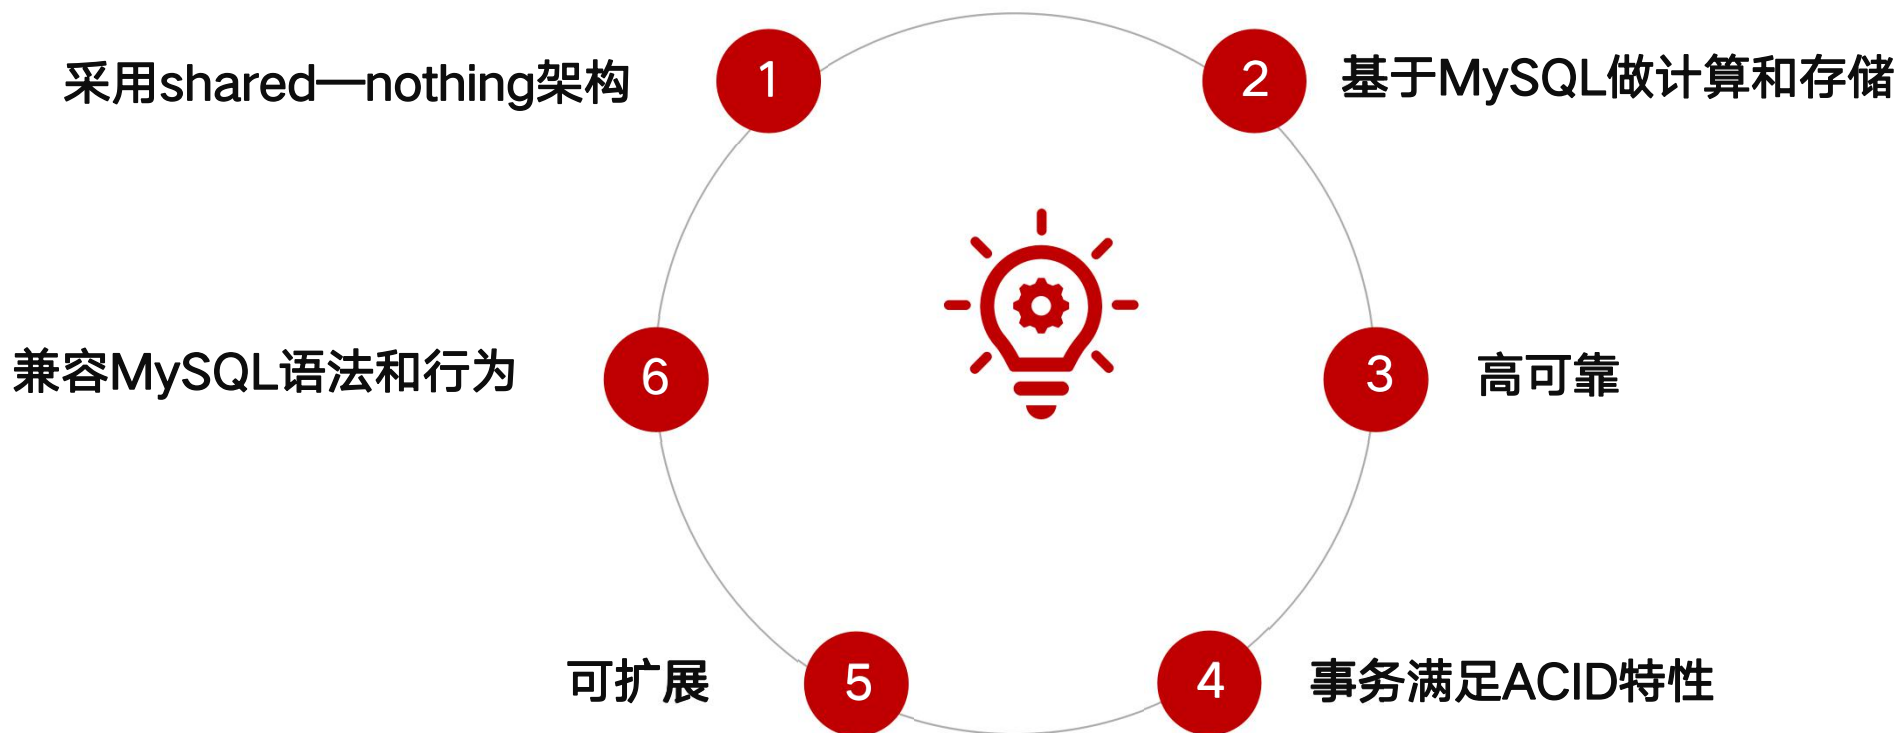 1
采用shared—nothing架构
2
基于MySQL做计算和存储
3
高可靠
4
事务满足ACID特性
5
可扩展
6
兼容MySQL语法和行为